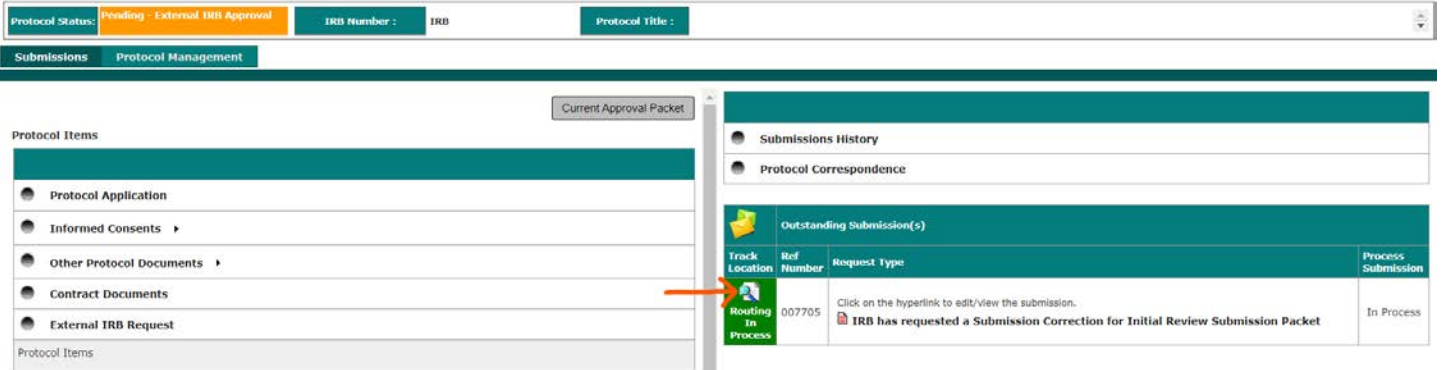 Protocol Status: Pending - External IRB Approval IRB Number : IRB Protocol Title :
Submissions Protocol Management
Current Approval Packet
Protocol Items
Protocol Application
Informed Consents
Other Protocol Documents
Contract Documents
External IRB Request
Protocol Items
Submissions History
Protocol Correspondence
Outstanding Submission(s)
Track Location Ref Number Request Type Process Submission
Routing In Process 007705 Click on the hyperlink to edit/view the submission.
IRB has requested a Submission Correction for Initial Review Submission Packet In Process